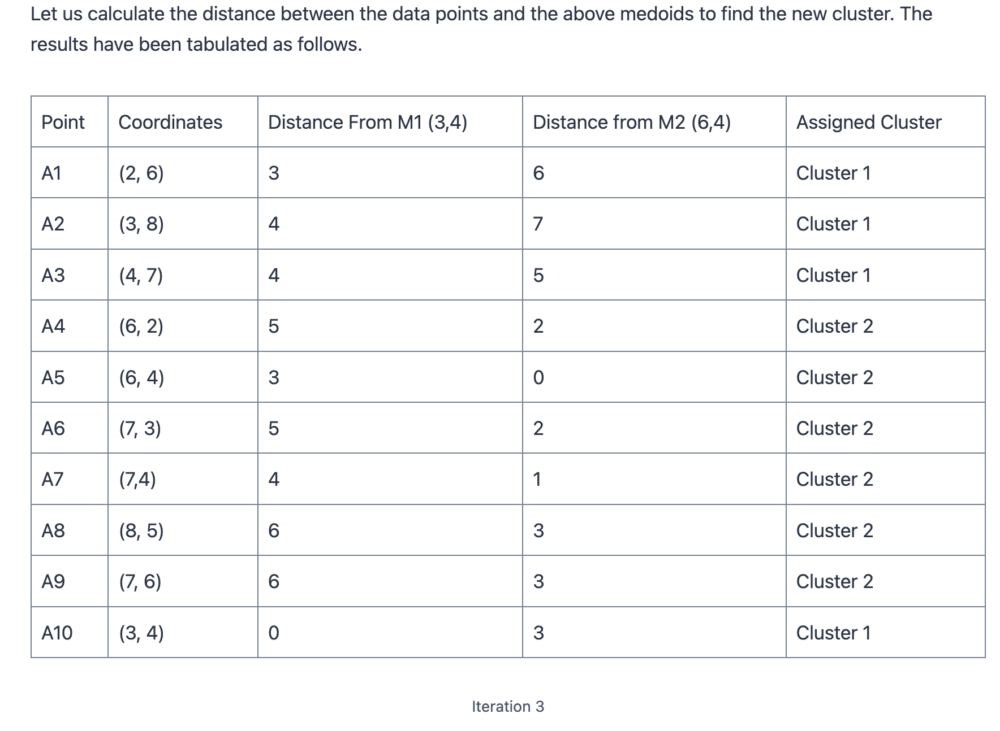 Let us calculate the distance between the data points and the above medoids to find the new cluster. The
results have been tabulated as follows.
Point Coordinates Distance From M1 (3,4) Distance from M2 (6,4) Assigned Cluster
A1 (2, 6) 3 6 Cluster 1
A2 (3, 8) 4 7 Cluster 1
A3 (4, 7) 4 5 Cluster 1
A4 (6, 2) 5 2 Cluster 2
A5 (6, 4) 3 0 Cluster 2
A6 (7, 3) 5 2 Cluster 2
A7 (7,4) 4 1 Cluster 2
A8 (8, 5) 6 3 Cluster 2
A9 (7, 6) 6 3 Cluster 2
A10 (3, 4) 0 3 Cluster 1
Iteration 3